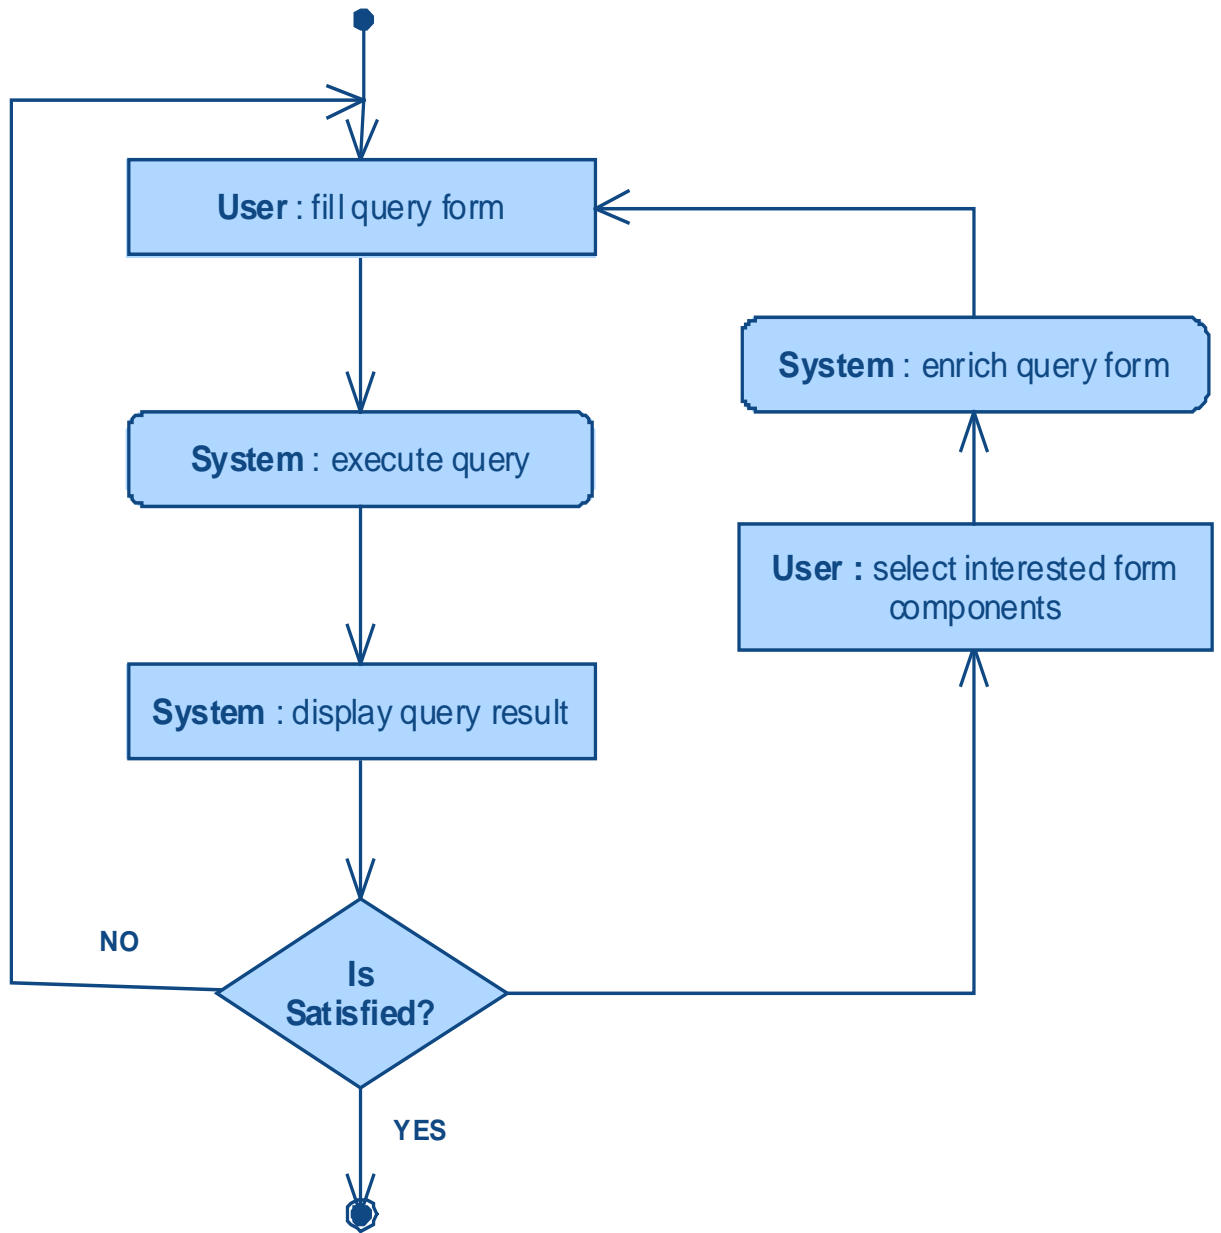 User : fill query form
System : enrich query form
System : execute query
User : select interested form
components
System : display query result
NO
Is
Satisfied?
YES